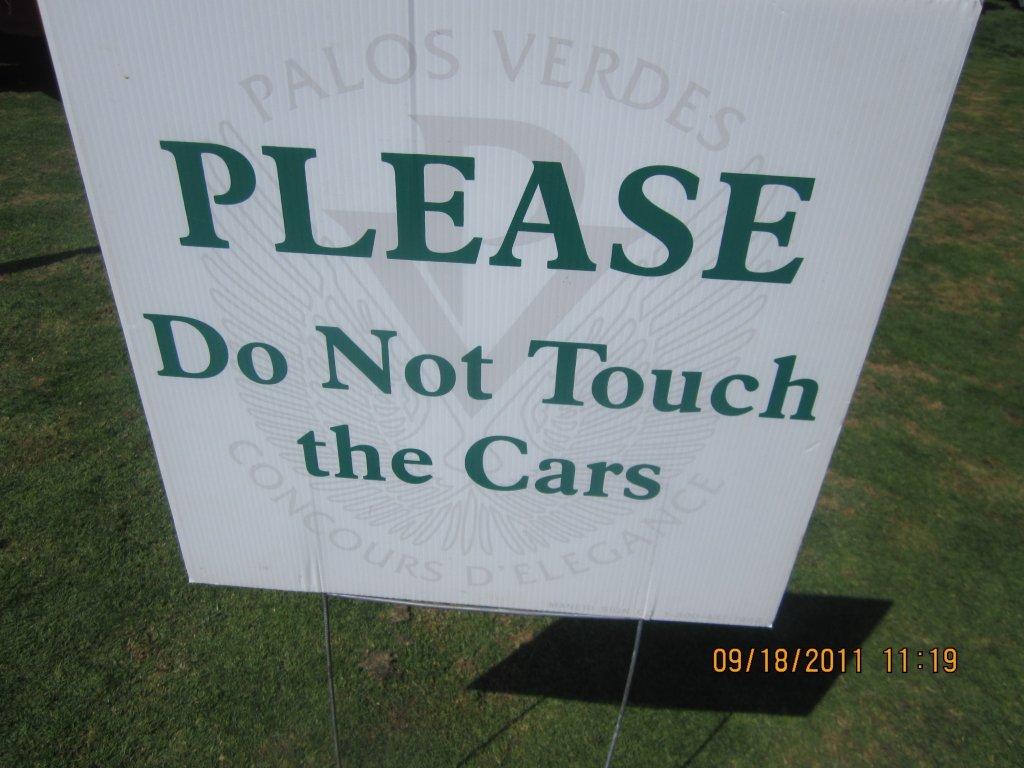 PALOS VERDES
PLEASE
Do Not Touch
the Cars
CONCOURS D'ELEGANCE
09/18/2011 11:19